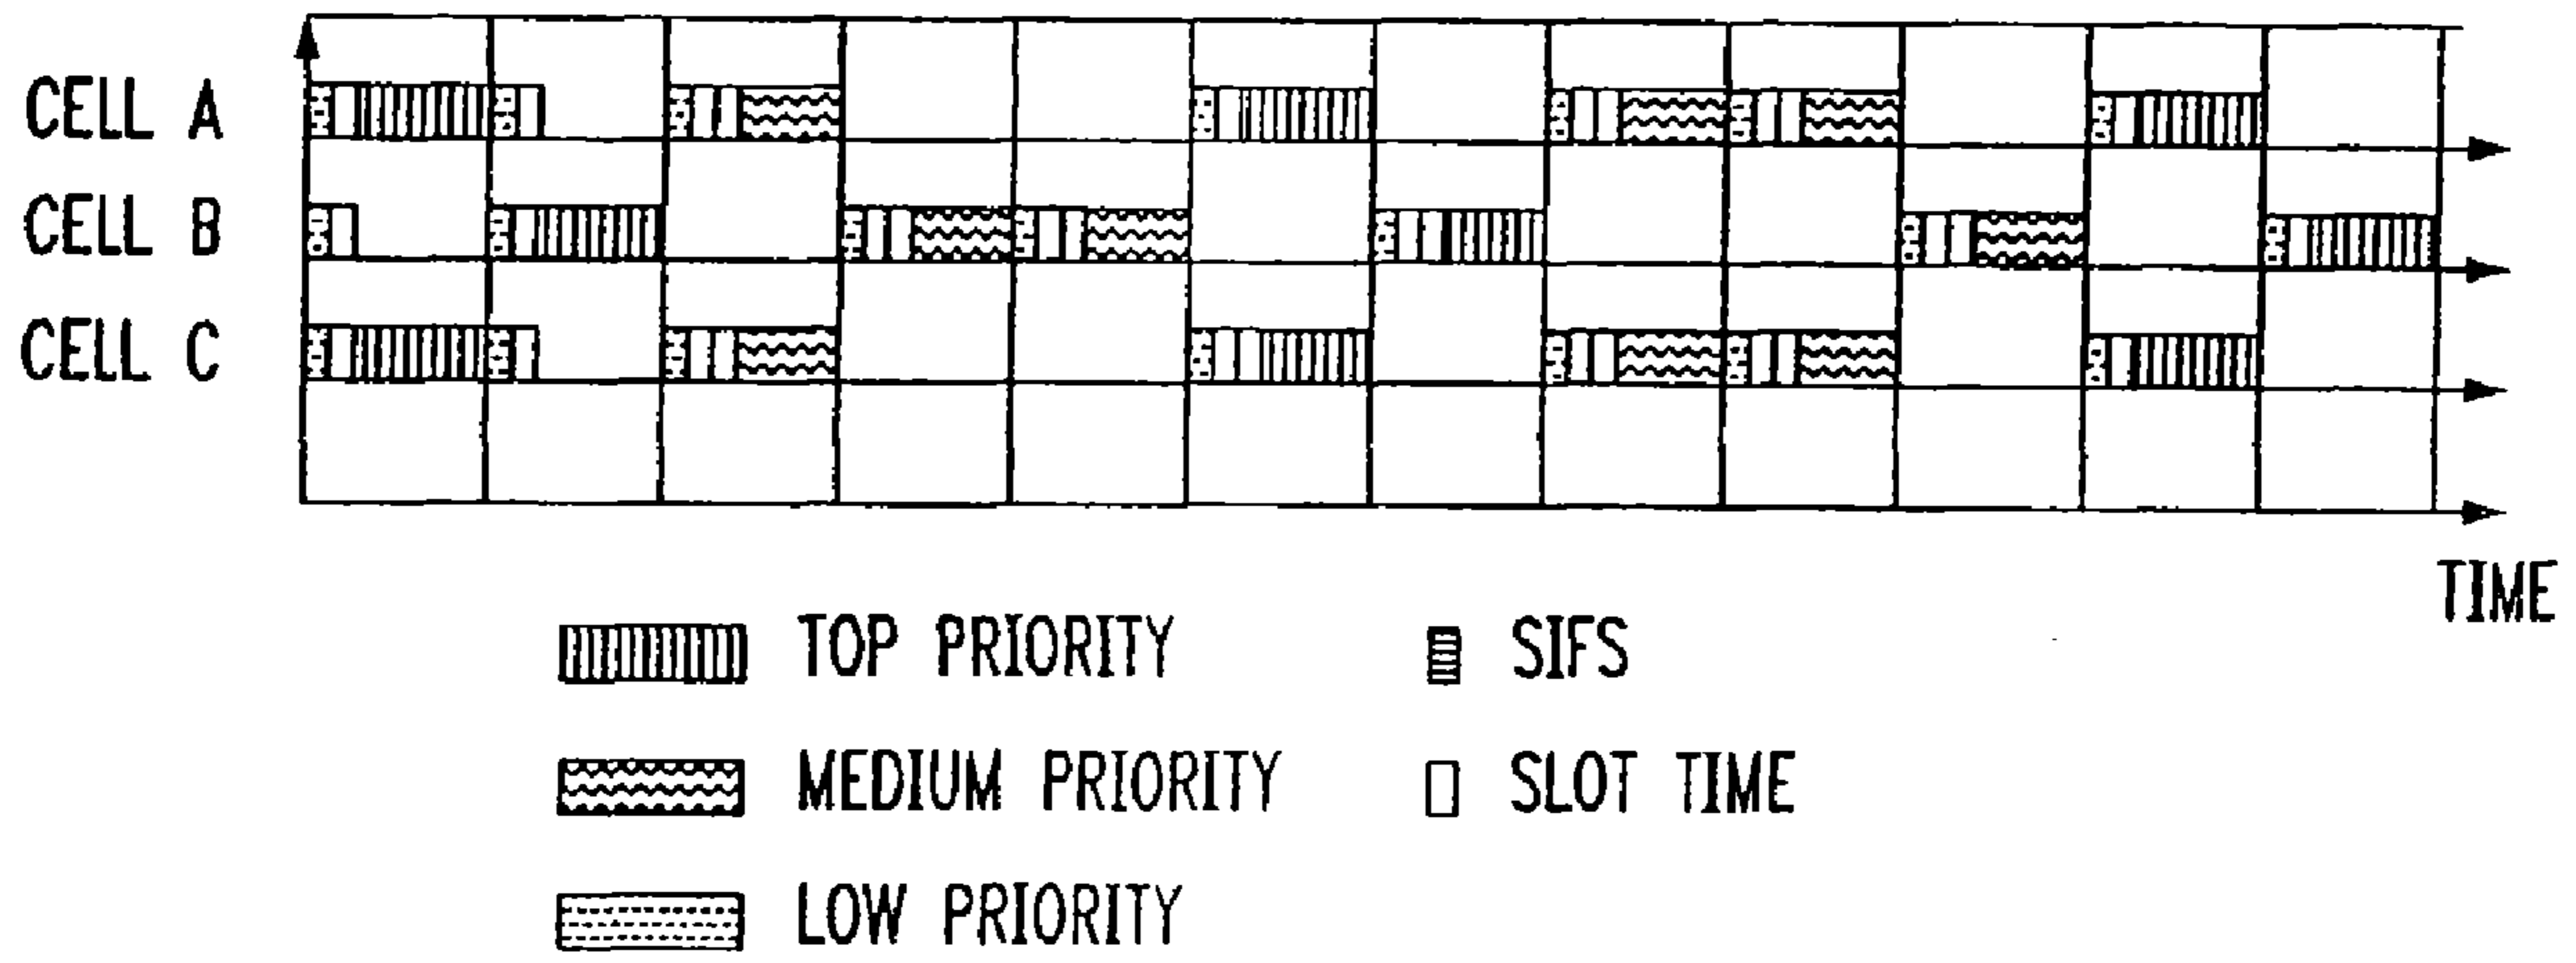 CELL A
CELL B
CELL C
TIME
TOP PRIORITY
SIFS
MEDIUM PRIORITY
SLOT TIME
LOW PRIORITY